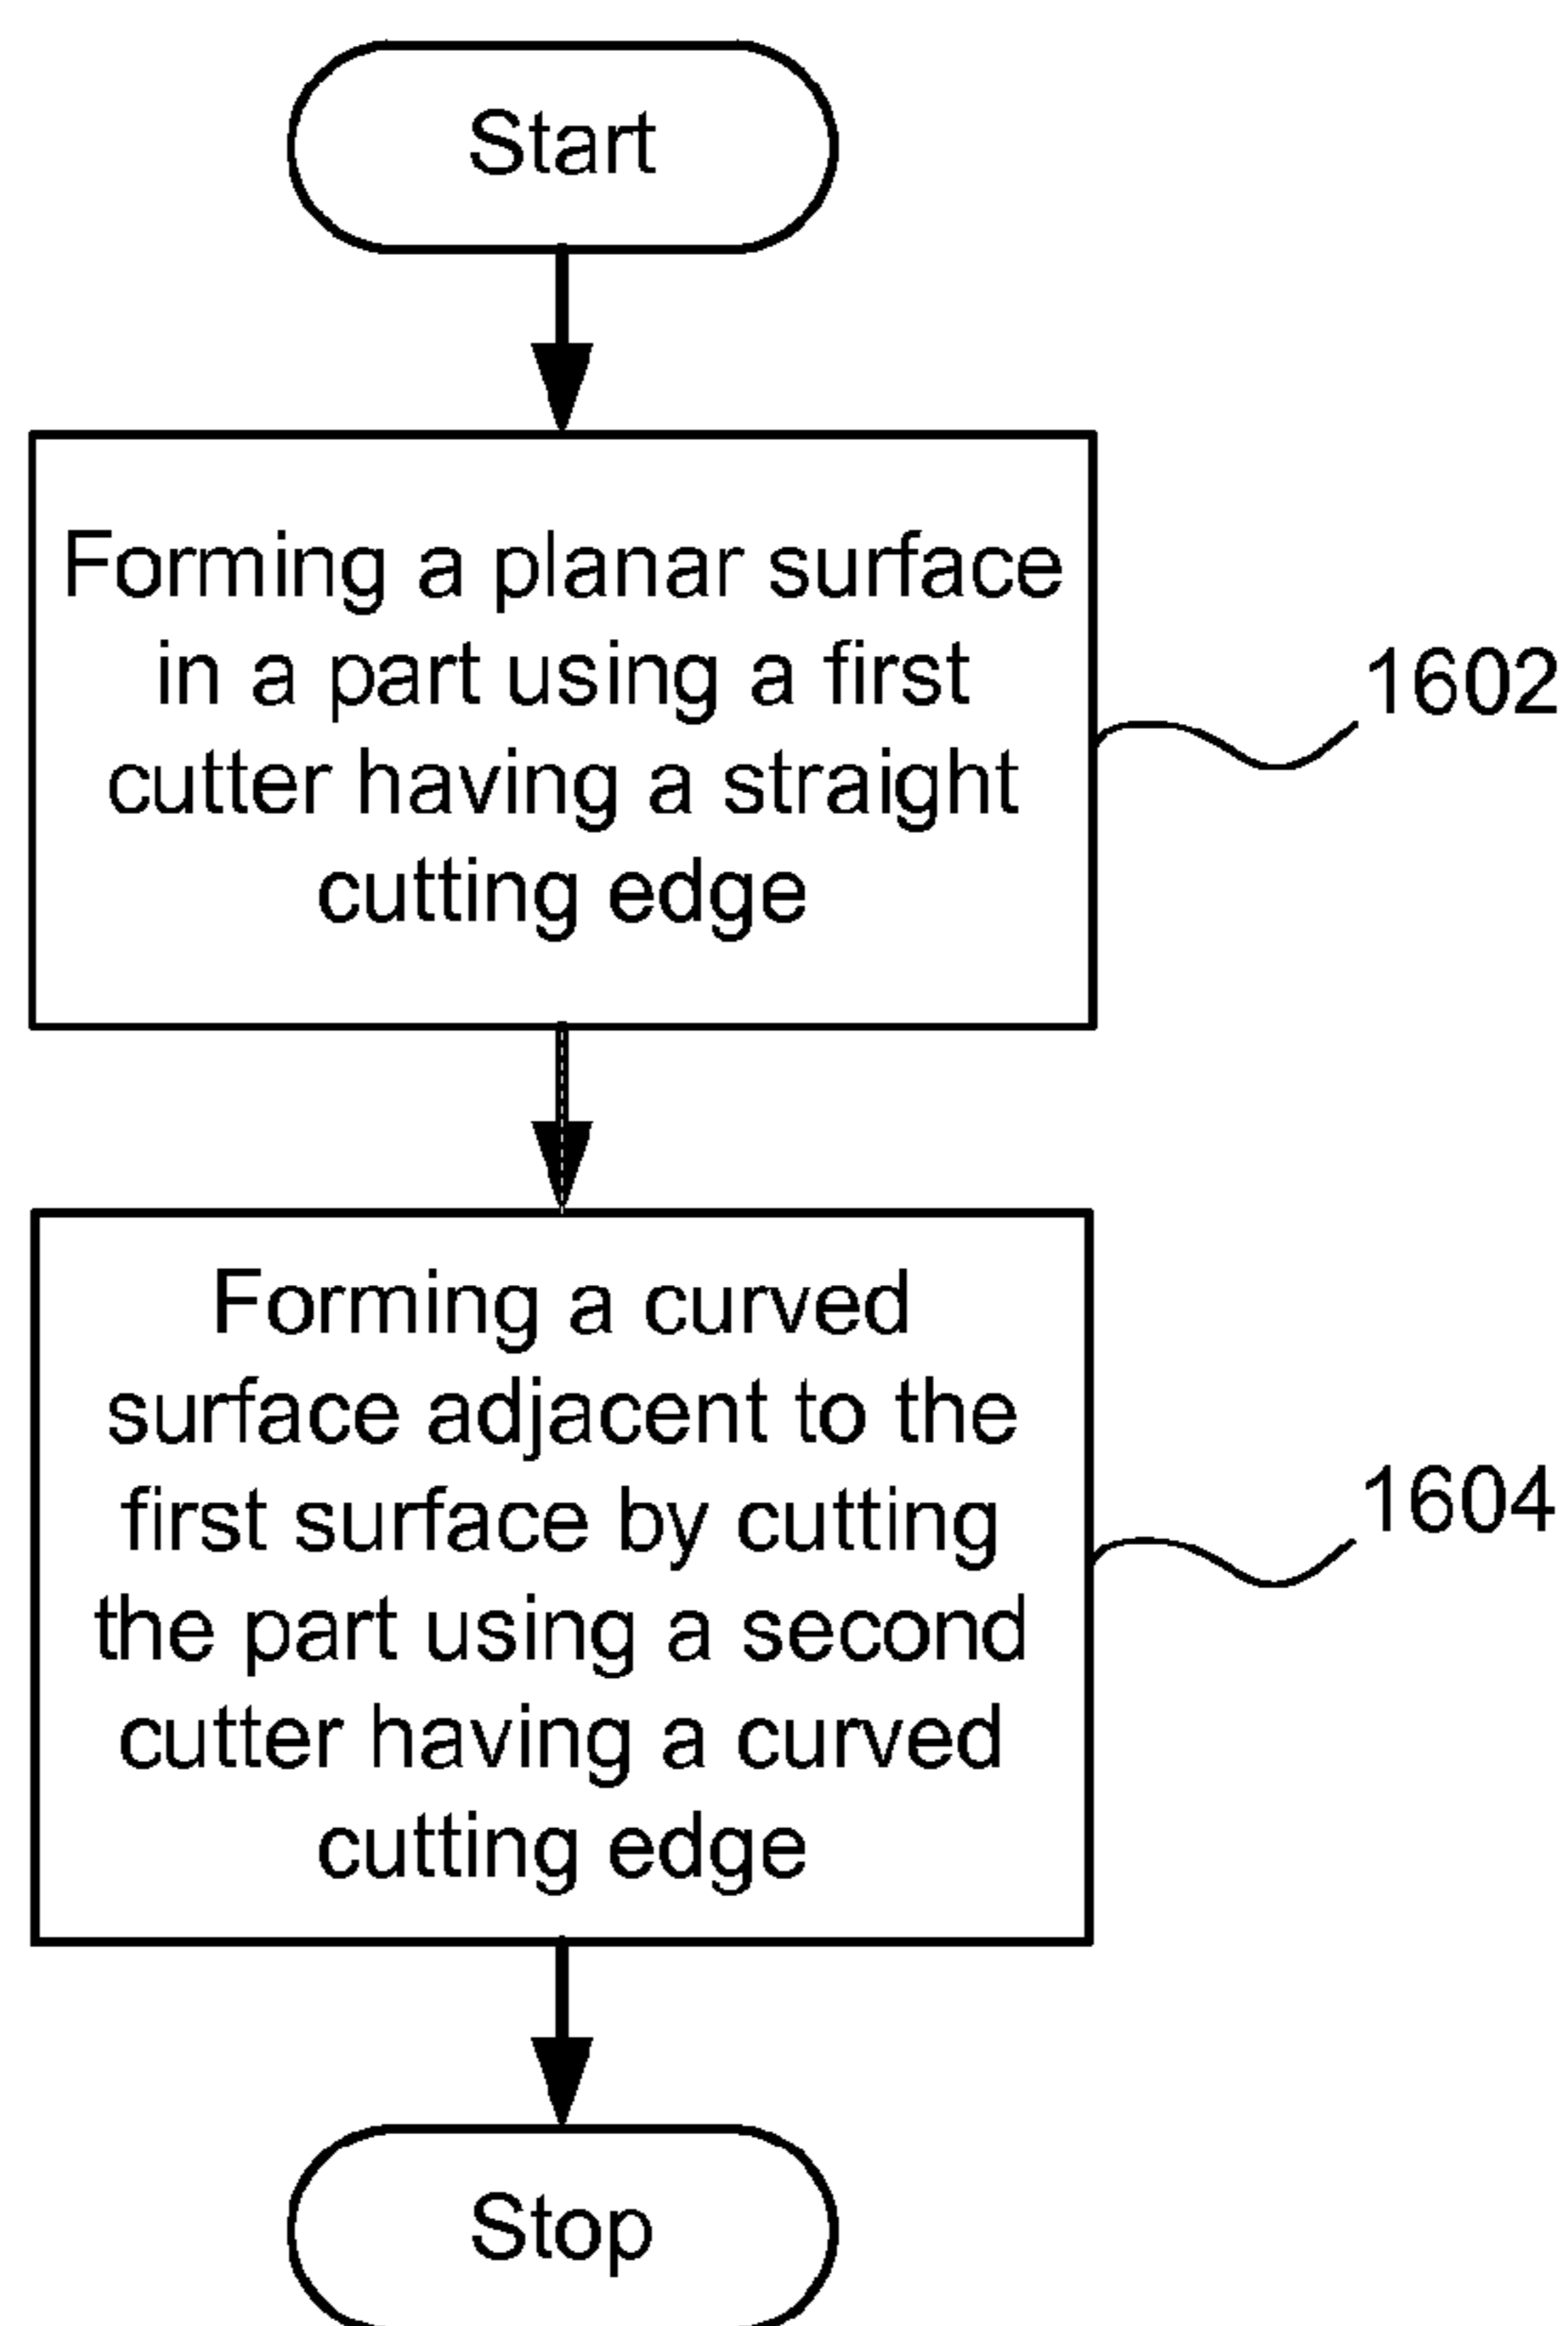 Start
Forming a planar surface
in a part using a first
cutter having a straight
cutting edge
1602
Forming a curved
surface adjacent to the
first surface by cutting
the part using a second
cutter having a curved
cutting edge
1604
Stop